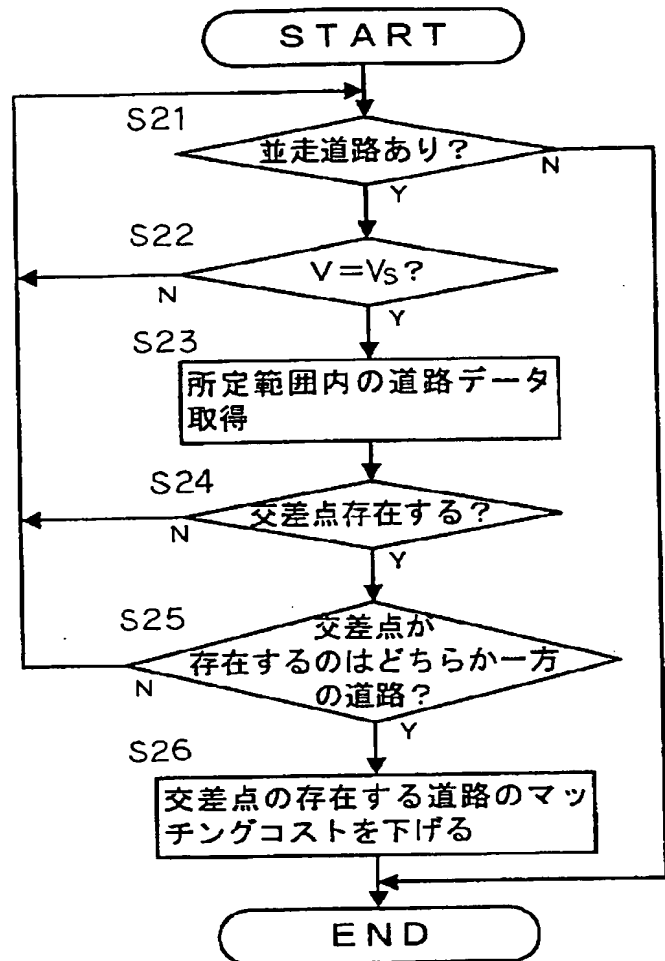 START
S21
並走道路あり?
N
Y
S22
V=VS?
N
Y
S23
所定範囲内の道路データ
取得
S24
交差点存在する?
N
Y
S25
交差点が
存在するのはどちらか一方
の道路?
N
Y
S26
交差点の存在する道路のマッ
チングコストを下げる
END